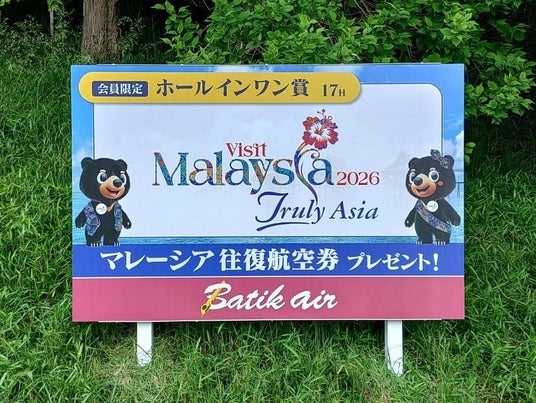 会員限定 ホールインワン賞 17H
Visit
Malaysia 2026
Truly Asia
マレーシア 往復航空券 プレゼント!
Batik air